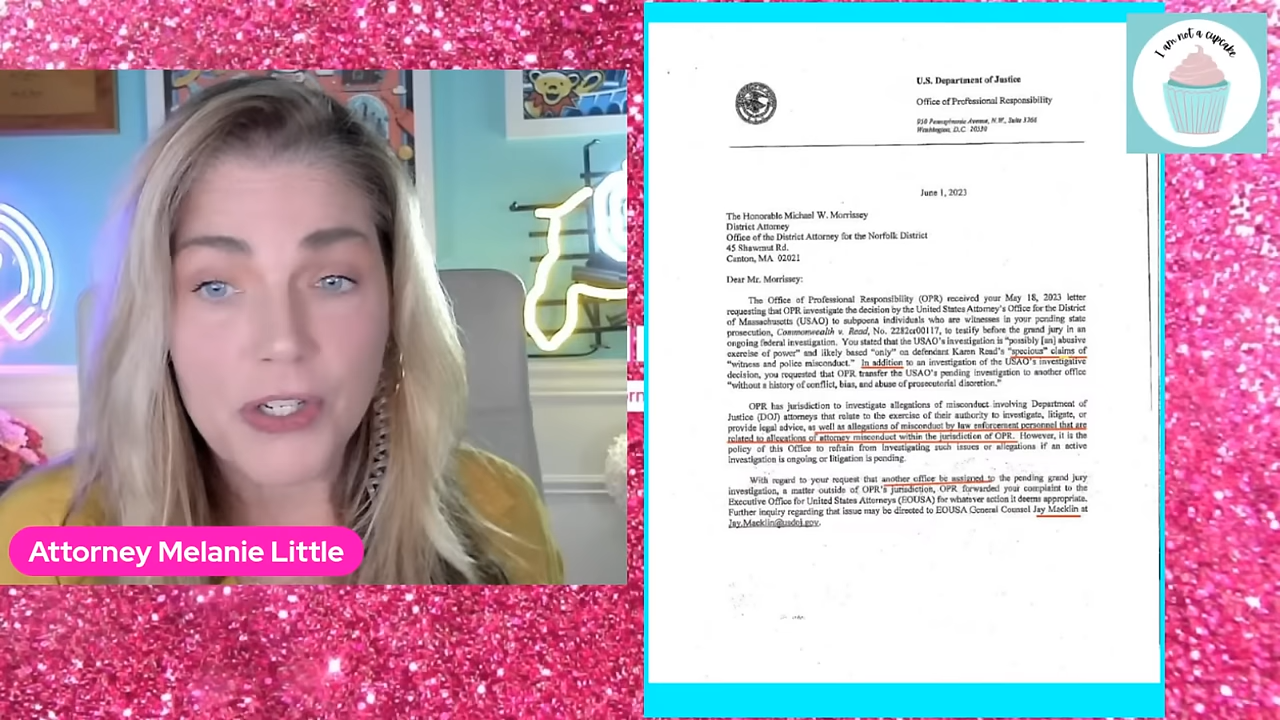 I am not a cupcake
U.S. Department of Justice
Office of Professional Responsibility
950 Pennsylvania Avenue, N.W., Suite 3266
Washington, D.C. 20530
June 1, 2023
The Honorable Michael W. Morrissey
District Attorney
Office of the District Attorney for the Norfolk District
45 Shawmut Rd.
Canton, MA 02021
Dear Mr. Morrissey:
The Office of Professional Responsibility (OPR) received your May 18, 2023 letter
requesting that OPR investigate the decision by the United States Attorney's Office for the District
of Massachusetts (USAO) to subpoena individuals who are witnesses in your pending state
prosecution, Commonwealth v. Read, No. 2282cr00117, to testify before the grand jury in an
ongoing federal investigation. You stated that the USAO's investigation is "possibly [an] abusive
exercise of power" and likely based "only" on defendant Karen Read's "specious" claims of
"witness and police misconduct." In addition to an investigation of the USAO's investigative
decision, you requested that OPR transfer the USAO's pending investigation to another office
"without a history of conflict, bias, and abuse of prosecutorial discretion."
OPR has jurisdiction to investigate allegations of misconduct involving Department of
Justice (DOJ) attorneys that relate to the exercise of their authority to investigate, litigate, or
provide legal advice, as well as allegations of misconduct by law enforcement personnel that are
related to allegations of attorney misconduct within the jurisdiction of OPR. However, it is the
policy of this Office to refrain from investigating such issues or allegations if an active
investigation is ongoing or litigation is pending.
With regard to your request that another office be assigned to the pending grand jury
investigation, a matter outside of OPR's jurisdiction, OPR forwarded your complaint to the
Executive Office for United States Attorneys (EOUSA) for whatever action it deems appropriate.
Further inquiry regarding that issue may be directed to EOUSA General Counsel Jay Macklin at
Jay.Macklin@usdoj.gov.
Attorney Melanie Little